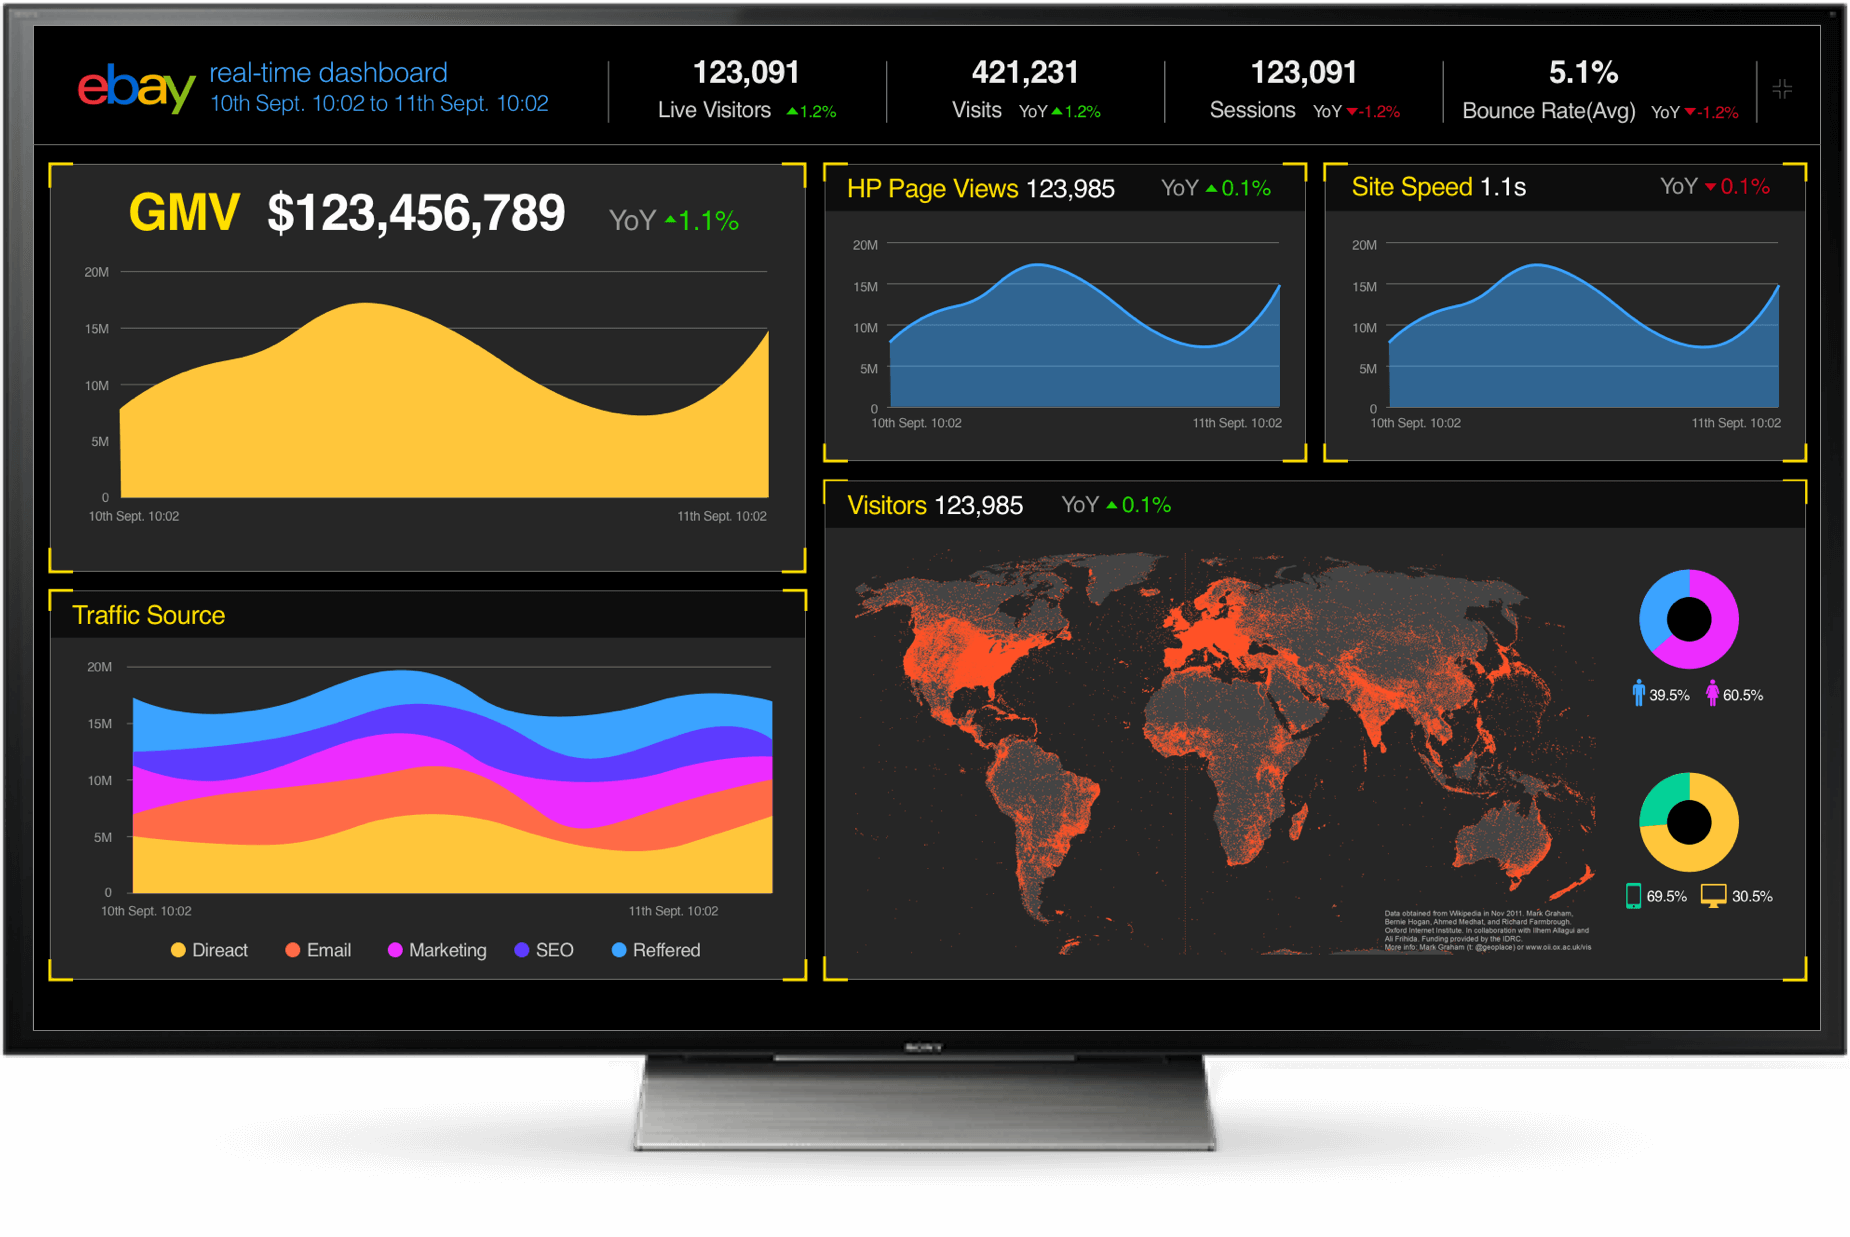 ebay real-time dashboard
10th Sept. 10:02 to 11th Sept. 10:02
123,091
Live Visitors 1.2%
421,231
Visits YoY 1.2%
123,091
Sessions YoY -1.2%
5.1%
Bounce Rate(Avg) YoY -1.2%
GMV $123,456,789 YoY 1.1%
20M
15M
10M
5M
0
10th Sept. 10:02 11th Sept. 10:02
HP Page Views 123,985 YoY 0.1%
20M
15M
10M
5M
0
10th Sept. 10:02 11th Sept. 10:02
Site Speed 1.1s YoY 0.1%
20M
15M
10M
5M
0
10th Sept. 10:02 11th Sept. 10:02
Traffic Source
20M
15M
10M
5M
0
10th Sept. 10:02 11th Sept. 10:02
Direact Email Marketing SEO Reffered
Visitors 123,985 YoY 0.1%
39.5% 60.5%
69.5% 30.5%
Data obtained from Wikipedia in Nov 2011. Mark Graham,
Bernie Hogan, Ahmed Medhat, and Richard Farmbrough.
Oxford Internet Institute. In collaboration with Ilhem Allagui and
Ali Frihida. Funding provided by the IDRC.
More info: Mark Graham (t: @geoplace) or www.oii.ox.ac.uk/vis
SONY